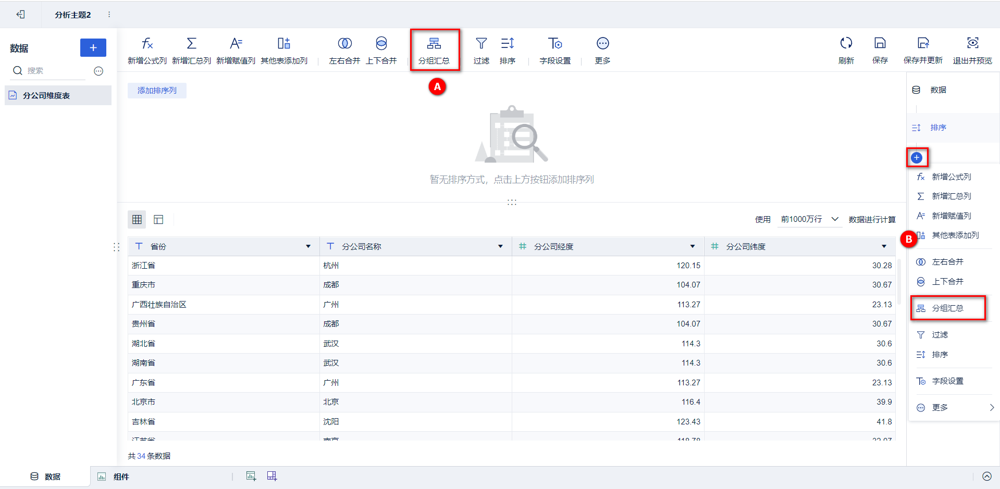 分析主题2
数据
搜索
分公司维度表
新增公式列 新增汇总列 新增赋值列 其他表添加列 左右合并 上下合并 分组汇总 过滤 排序 字段设置 更多 刷新 保存 保存并更新 退出并预览
A
添加排序列
暂无排序方式，点击上方按钮添加排序列
使用 前1000万行 数据进行计算
省份 分公司名称 分公司经度 分公司纬度
浙江省 杭州 120.15 30.28
重庆市 成都 104.07 30.67
广西壮族自治区 广州 113.27 23.13
贵州省 成都 104.07 30.67
湖北省 武汉 114.3 30.6
湖南省 武汉 114.3 30.6
广东省 广州 113.27 23.13
北京市 北京 116.4 39.9
吉林省 沈阳 123.43 41.8
江苏省 南京 118.78 32.07
共 34 条数据
数据
排序
新增公式列
新增汇总列
新增赋值列
B
其他表添加列
左右合并
上下合并
分组汇总
过滤
排序
字段设置
更多
数据
组件